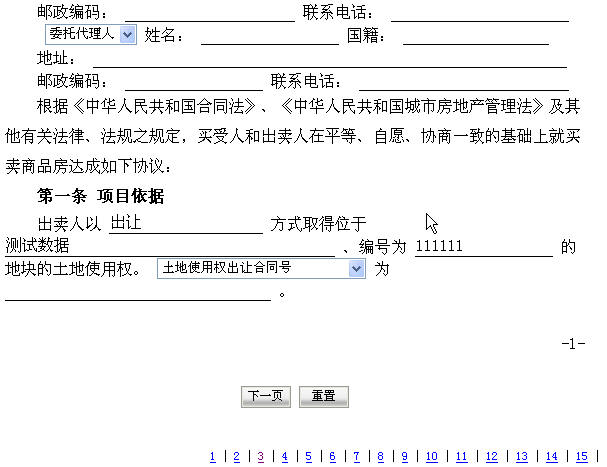 邮政编码： 联系电话：
委托代理人 姓名： 国籍：
地址：
邮政编码： 联系电话：
根据《中华人民共和国合同法》、《中华人民共和国城市房地产管理法》及其
他有关法律、法规之规定，买受人和出卖人在平等、自愿、协商一致的基础上就买
卖商品房达成如下协议：
第一条 项目依据
出卖人以 出让 方式取得位于
测试数据 、编号为 111111 的
地块的土地使用权。 土地使用权出让合同号 为
。
-1-
下一页 重置
1 | 2 | 3 | 4 | 5 | 6 | 7 | 8 | 9 | 10 | 11 | 12 | 13 | 14 | 15 |